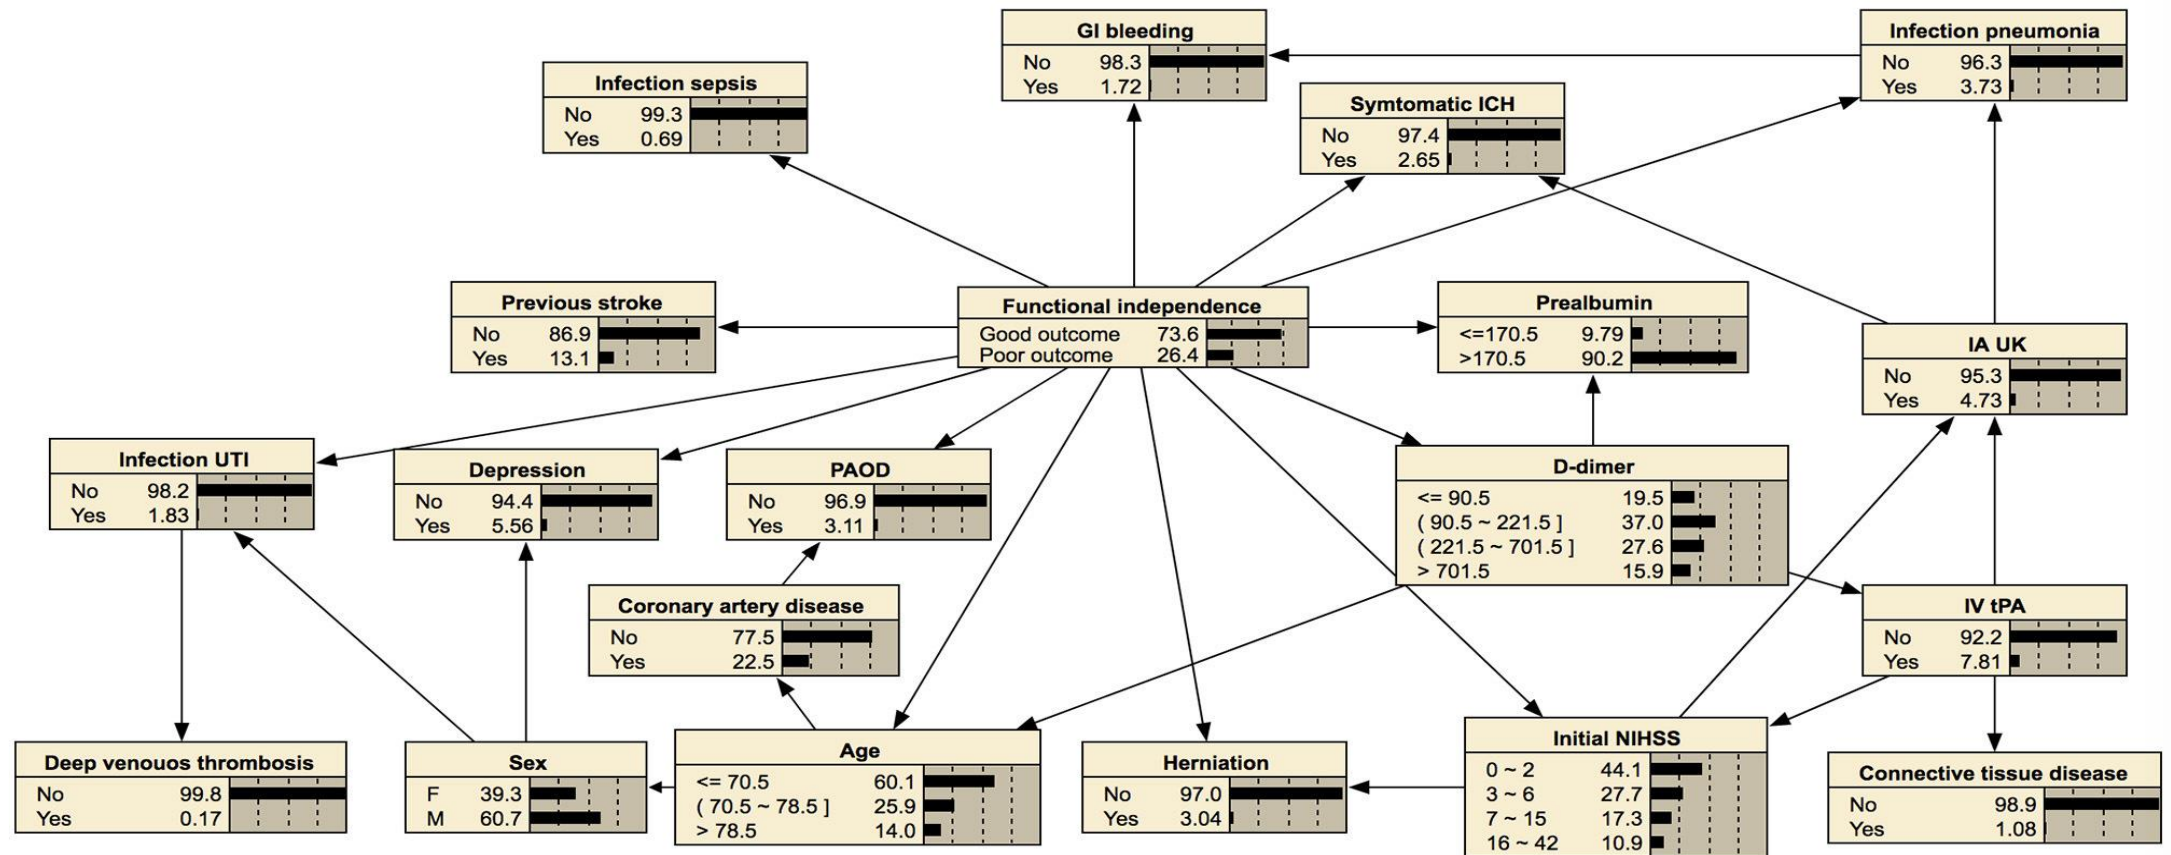 GI bleeding
No 98.3
Yes 1.72
Infection pneumonia
No 96.3
Yes 3.73
Infection sepsis
No 99.3
Yes 0.69
Symtomatic ICH
No 97.4
Yes 2.65
Previous stroke
No 86.9
Yes 13.1
Functional independence
Good outcome 73.6
Poor outcome 26.4
Prealbumin
<=170.5 9.79
>170.5 90.2
IA UK
No 95.3
Yes 4.73
Infection UTI
No 98.2
Yes 1.83
Depression
No 94.4
Yes 5.56
PAOD
No 96.9
Yes 3.11
D-dimer
<= 90.5 19.5
( 90.5 ~ 221.5 ] 37.0
( 221.5 ~ 701.5 ] 27.6
> 701.5 15.9
Coronary artery disease
No 77.5
Yes 22.5
IV tPA
No 92.2
Yes 7.81
Deep venouos thrombosis
No 99.8
Yes 0.17
Sex
F 39.3
M 60.7
Age
<= 70.5 60.1
( 70.5 ~ 78.5 ] 25.9
> 78.5 14.0
Herniation
No 97.0
Yes 3.04
Initial NIHSS
0 ~ 2 44.1
3 ~ 6 27.7
7 ~ 15 17.3
16 ~ 42 10.9
Connective tissue disease
No 98.9
Yes 1.08